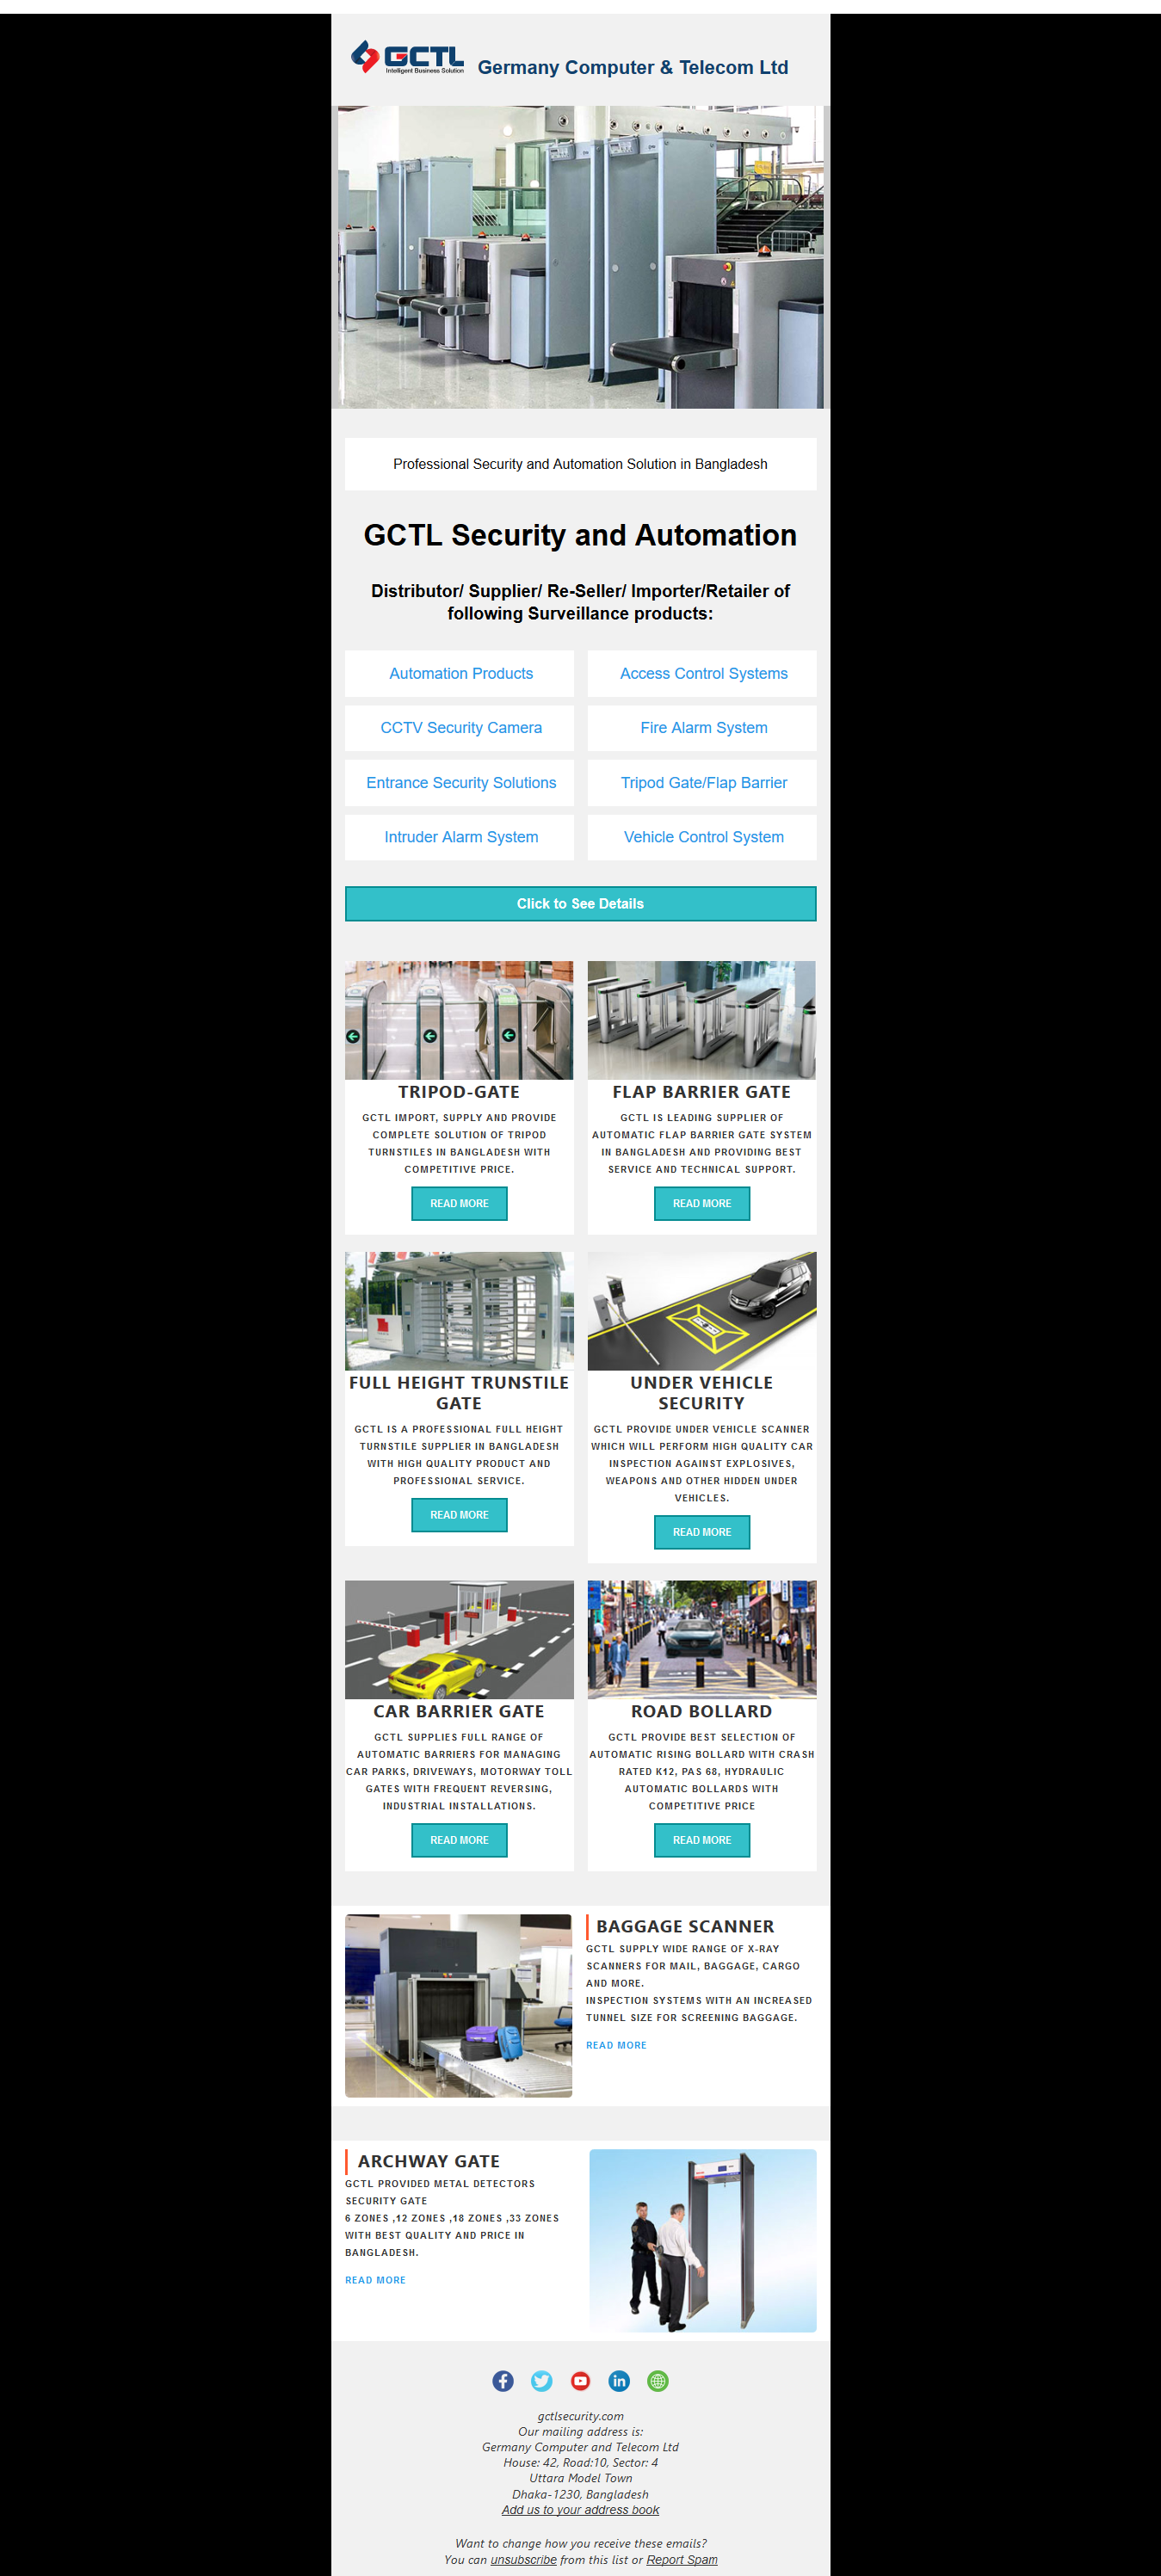 GCTL
Intelligent Business Solution
Germany Computer & Telecom Ltd
Professional Security and Automation Solution in Bangladesh
GCTL Security and Automation
Distributor/ Supplier/ Re-Seller/ Importer/Retailer of
following Surveillance products:
Automation Products
Access Control Systems
CCTV Security Camera
Fire Alarm System
Entrance Security Solutions
Tripod Gate/Flap Barrier
Intruder Alarm System
Vehicle Control System
Click to See Details
TRIPOD-GATE
GCTL IMPORT, SUPPLY AND PROVIDE
COMPLETE SOLUTION OF TRIPOD
TURNSTILES IN BANGLADESH WITH
COMPETITIVE PRICE.
READ MORE
FLAP BARRIER GATE
GCTL IS LEADING SUPPLIER OF
AUTOMATIC FLAP BARRIER GATE SYSTEM
IN BANGLADESH AND PROVIDING BEST
SERVICE AND TECHNICAL SUPPORT.
READ MORE
FULL HEIGHT TRUNSTILE
GATE
GCTL IS A PROFESSIONAL FULL HEIGHT
TURNSTILE SUPPLIER IN BANGLADESH
WITH HIGH QUALITY PRODUCT AND
PROFESSIONAL SERVICE.
READ MORE
UNDER VEHICLE
SECURITY
GCTL PROVIDE UNDER VEHICLE SCANNER
WHICH WILL PERFORM HIGH QUALITY CAR
INSPECTION AGAINST EXPLOSIVES,
WEAPONS AND OTHER HIDDEN UNDER
VEHICLES.
READ MORE
CAR BARRIER GATE
GCTL SUPPLIES FULL RANGE OF
AUTOMATIC BARRIERS FOR MANAGING
CAR PARKS, DRIVEWAYS, MOTORWAY TOLL
GATES WITH FREQUENT REVERSING,
INDUSTRIAL INSTALLATIONS.
READ MORE
ROAD BOLLARD
GCTL PROVIDE BEST SELECTION OF
AUTOMATIC RISING BOLLARD WITH CRASH
RATED K12, PAS 68, HYDRAULIC
AUTOMATIC BOLLARDS WITH
COMPETITIVE PRICE
READ MORE
BAGGAGE SCANNER
GCTL SUPPLY WIDE RANGE OF X-RAY
SCANNERS FOR MAIL, BAGGAGE, CARGO
AND MORE.
INSPECTION SYSTEMS WITH AN INCREASED
TUNNEL SIZE FOR SCREENING BAGGAGE.
READ MORE
ARCHWAY GATE
GCTL PROVIDED METAL DETECTORS
SECURITY GATE
6 ZONES ,12 ZONES ,18 ZONES ,33 ZONES
WITH BEST QUALITY AND PRICE IN
BANGLADESH.
READ MORE
gctlsecurity.com
Our mailing address is:
Germany Computer and Telecom Ltd
House: 42, Road:10, Sector: 4
Uttara Model Town
Dhaka-1230, Bangladesh
Add us to your address book
Want to change how you receive these emails?
You can unsubscribe from this list or Report Spam